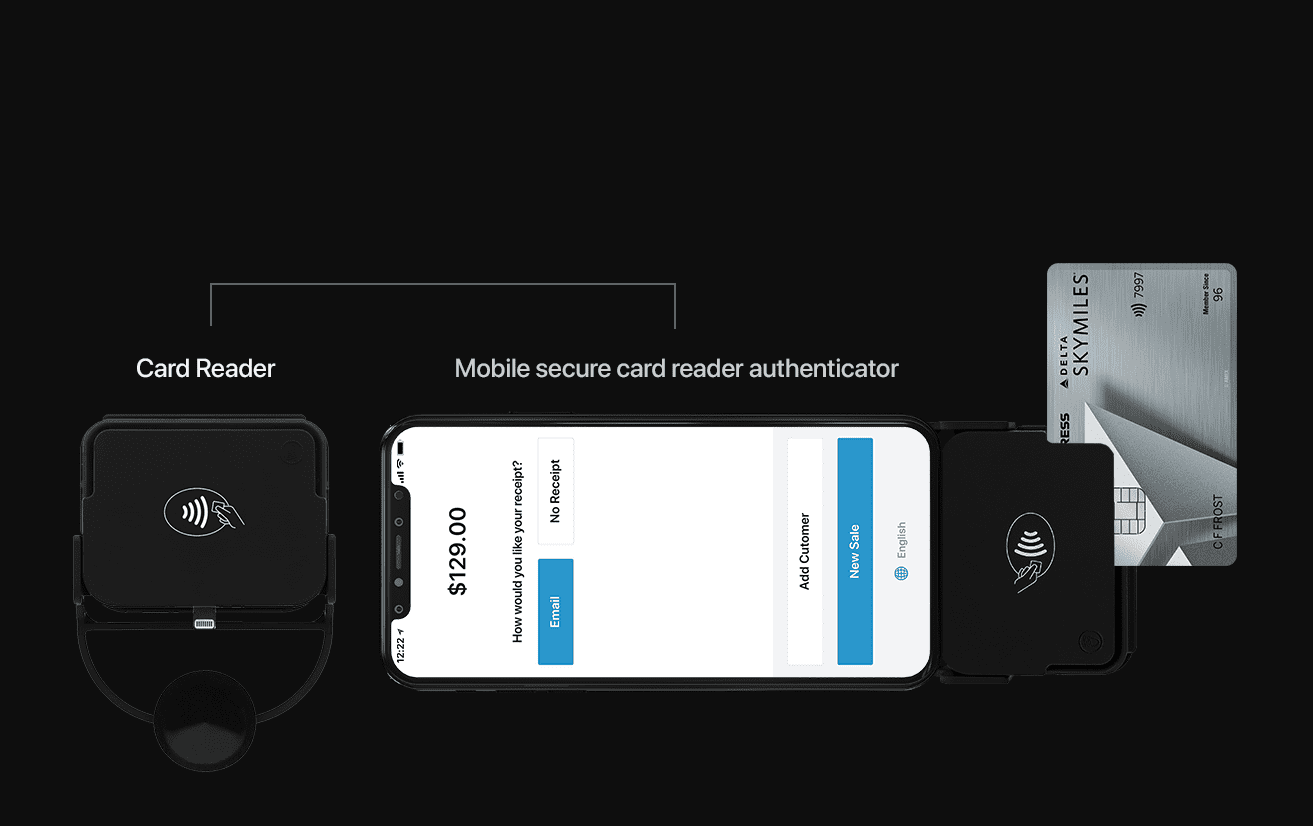 Card Reader
Mobile secure card reader authenticator
12:22
$129.00
How would you like your receipt?
Email
No Receipt
Add Cutomer
New Sale
English
RESS
DELTA
SKYMILES
7997
Member Since
96
C F FROST